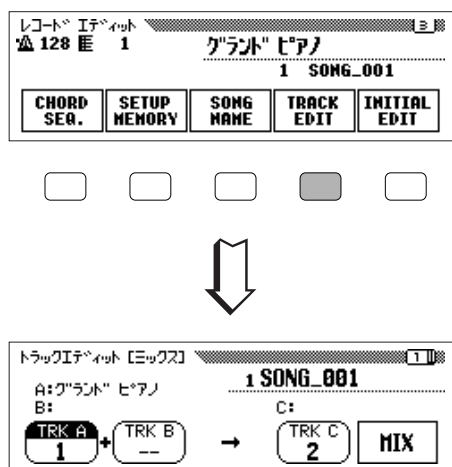 レコード エディット 3
128 1
グランド ピアノ
1 SONG_001
CHORD SEQ. SETUP MEMORY SONG NAME TRACK EDIT INITIAL EDIT
トラックエディット [ミックス] 1
1 SONG_001
A:グランド ピアノ
B: C:
TRK A + TRK B → TRK C MIX
1 -- 2